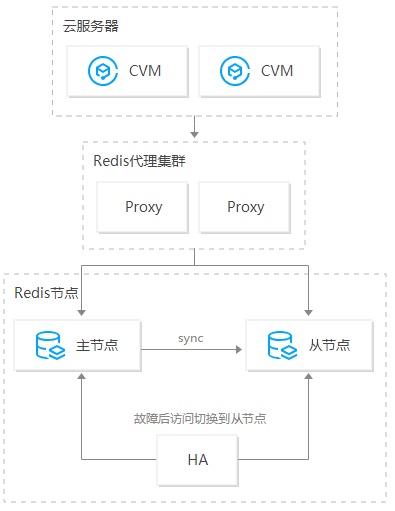 云服务器
CVM
CVM
Redis代理集群
Proxy
Proxy
Redis节点
主节点
sync
从节点
故障后访问切换到从节点
HA